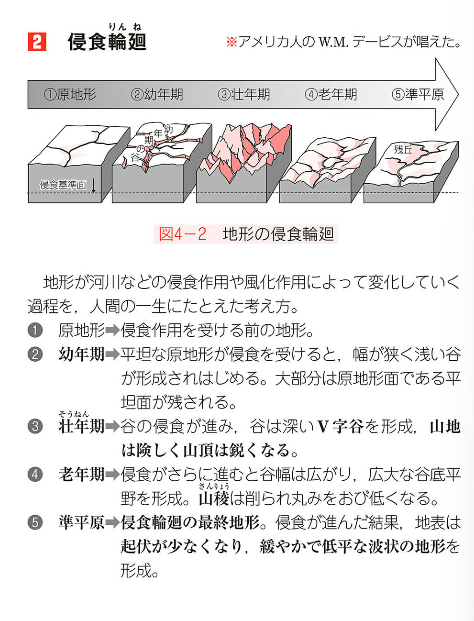 2 侵食輪廻
りんね
※アメリカ人のW.M.デービスが唱えた。
①原地形 ②幼年期 ③壮年期 ④老年期 ⑤準平原
幼年期の谷
侵食基準面
残丘
図4−2 地形の侵食輪廻
地形が河川などの侵食作用や風化作用によって変化していく
過程を，人間の一生にたとえた考え方。
❶ 原地形➡侵食作用を受ける前の地形。
❷ 幼年期➡平坦な原地形が侵食を受けると，幅が狭く浅い谷
が形成されはじめる。大部分は原地形面である平
坦面が残される。
そうねん
❸ 壮年期➡谷の侵食が進み，谷は深いV字谷を形成，山地
は険しく山頂は鋭くなる。
❹ 老年期➡侵食がさらに進むと谷幅は広がり，広大な谷底平
さんりょう
野を形成。山稜は削られ丸みをおび低くなる。
❺ 準平原➡侵食輪廻の最終地形。侵食が進んだ結果，地表は
起伏が少なくなり，緩やかで低平な波状の地形を
形成。